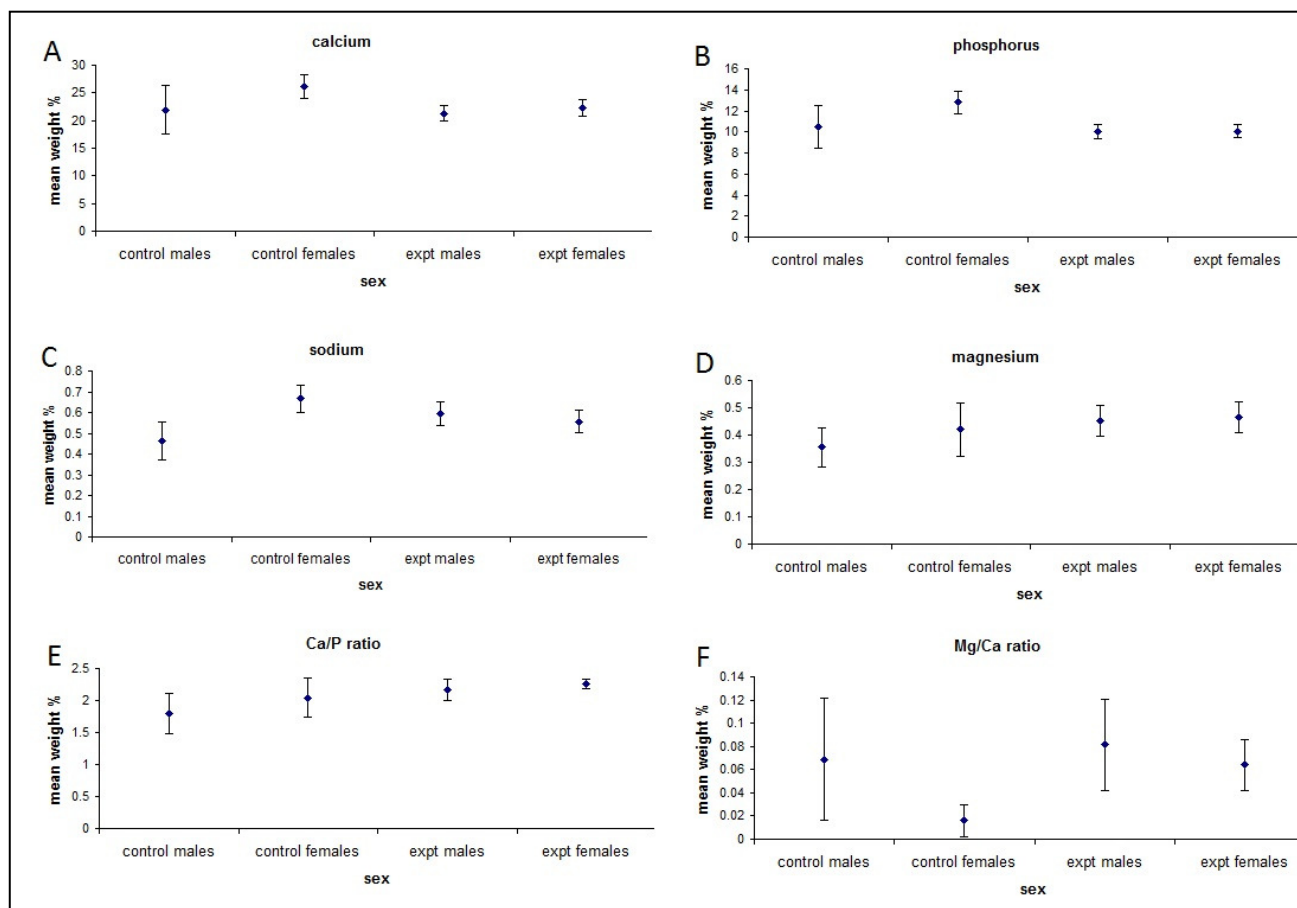 A
calcium
mean weight %
30
25
20
15
10
5
0
control males control females expt males expt females
sex
B
phosphorus
mean weight %
16
14
12
10
8
6
4
2
0
control males control females expt males expt females
sex
C
sodium
mean weight %
0.8
0.7
0.6
0.5
0.4
0.3
0.2
0.1
0
control males control females expt males expt females
sex
D
magnesium
mean weight %
0.6
0.5
0.4
0.3
0.2
0.1
0
control males control females expt males expt females
sex
E
Ca/P ratio
mean weight %
2.5
2
1.5
1
0.5
0
control males control females expt males expt females
sex
F
Mg/Ca ratio
mean weight %
0.14
0.12
0.1
0.08
0.06
0.04
0.02
0
control males control females expt males expt females
sex